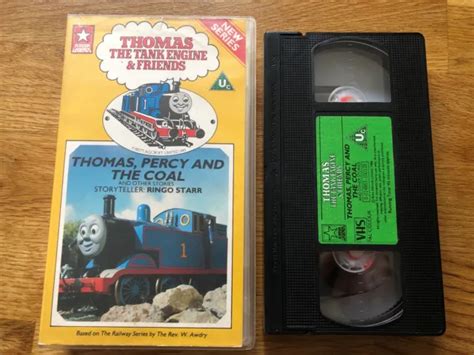 NEW
SERIES
THOMAS
THE TANK ENGINE
& FRIENDS
U
THOMAS, PERCY AND
THE COAL
AND OTHER STORIES
STORYTELLER: RINGO STARR
1
Based on The Railway Series by The Rev. W. Awdry
THOMAS
THE TANK ENGINE
& FRIENDS
THOMAS, PERCY AND
THE COAL
VHS